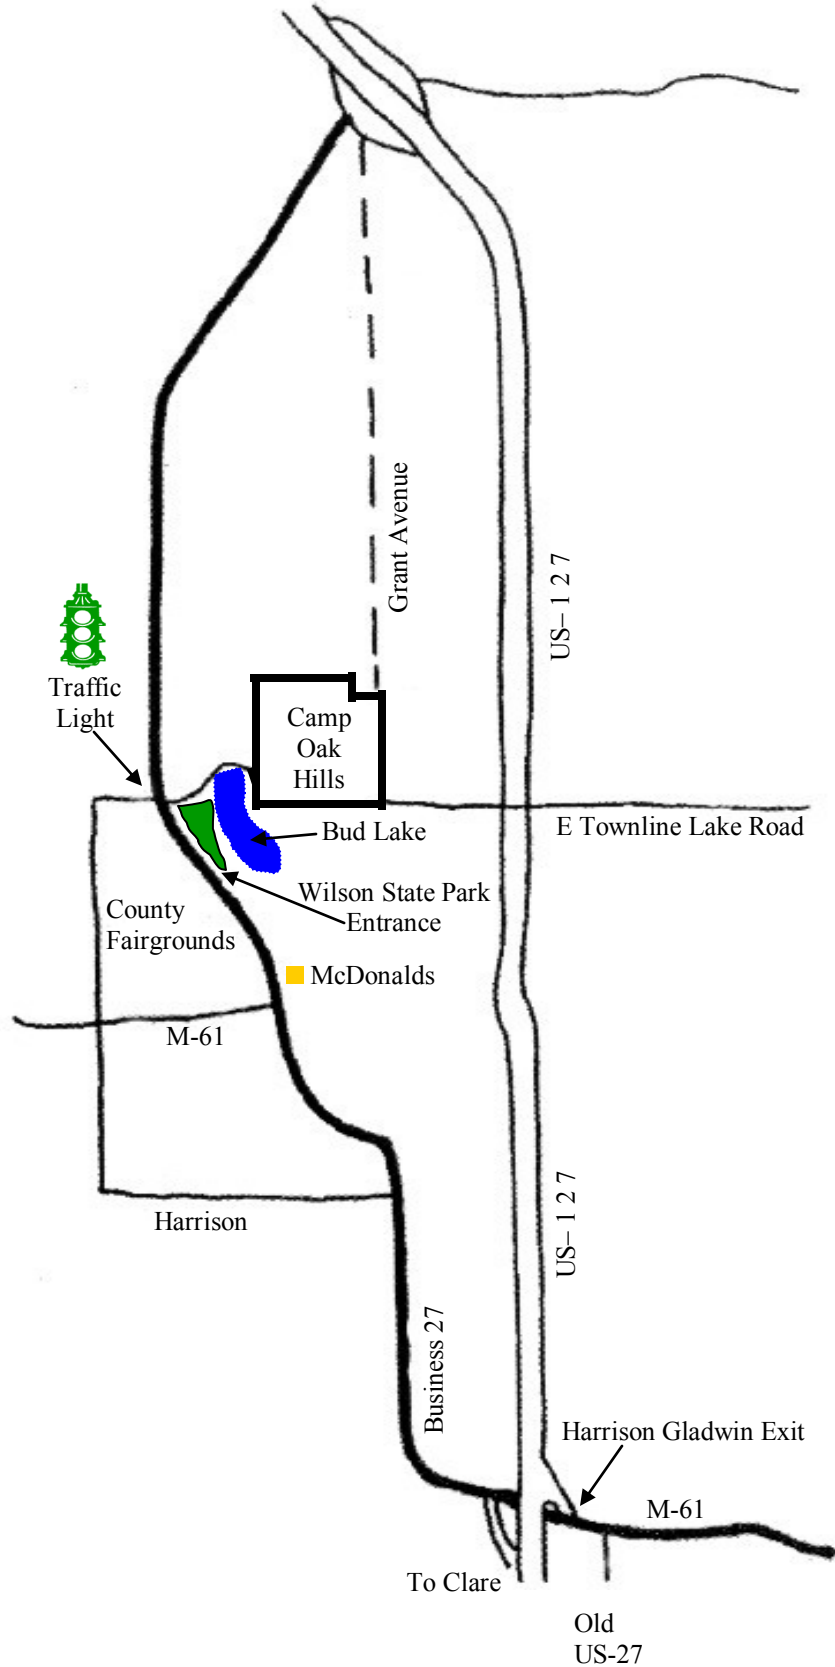 Grant Avenue
US– 1 2 7
Traffic
Light
Camp
Oak
Hills
Bud Lake
E Townline Lake Road
Wilson State Park
Entrance
County
Fairgrounds
McDonalds
M-61
Harrison
US– 1 2 7
Business 27
Harrison Gladwin Exit
M-61
To Clare
Old
US-27